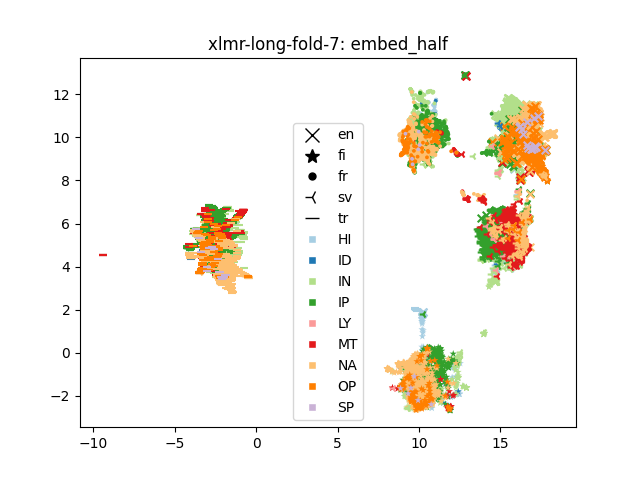 xlmr-long-fold-7: embed_half
12
10
8
6
4
2
0
−2
−10
−5
0
5
10
15
en
fi
fr
sv
tr
HI
ID
IN
IP
LY
MT
NA
OP
SP